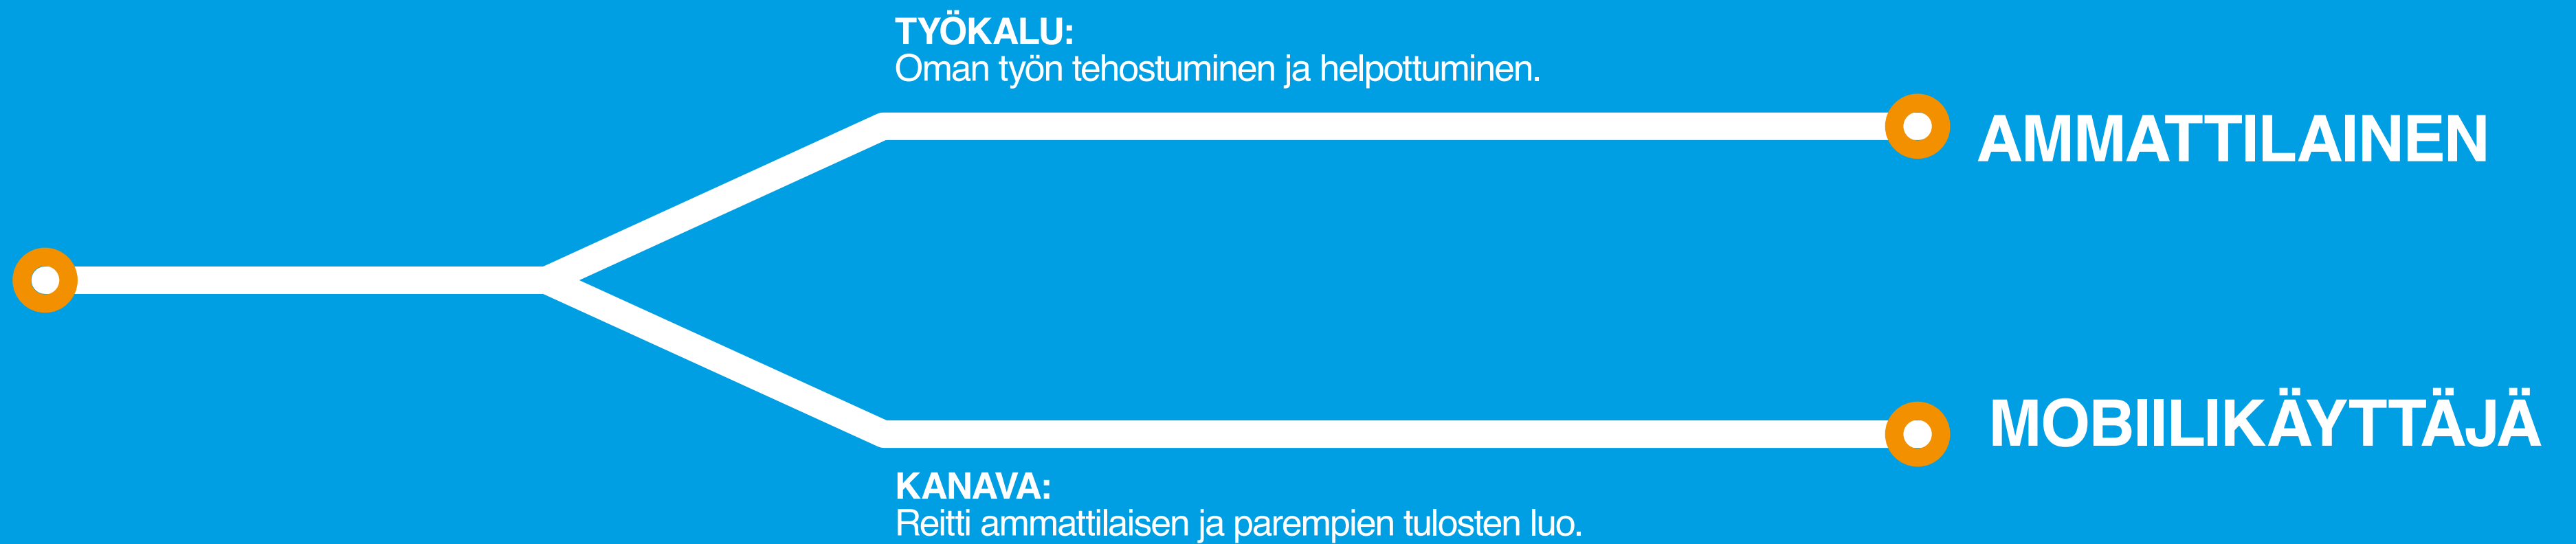 TYÖKALU:
Oman työn tehostuminen ja helpottuminen.
AMMATTILAINEN
MOBIILIKÄYTTÄJÄ
KANAVA:
Reitti ammattilaisen ja parempien tulosten luo.